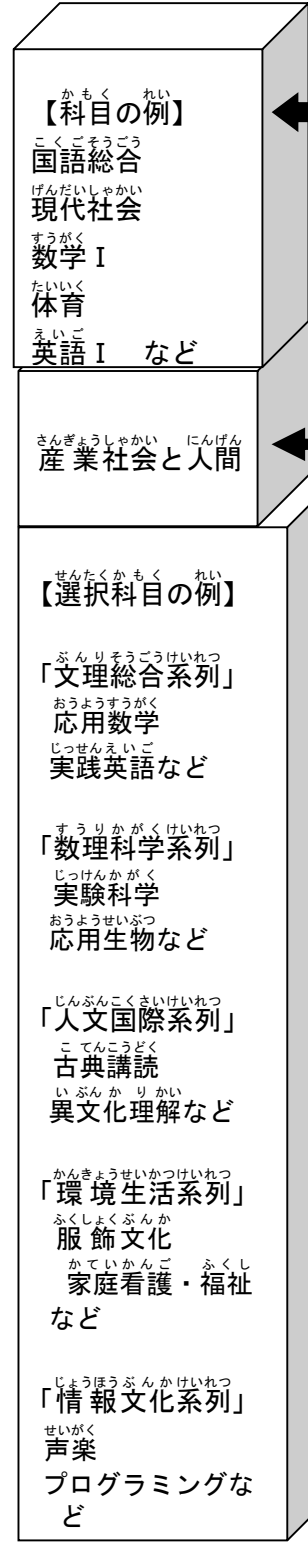 【科目の例】
国語総合
現代社会
数学Ⅰ
体育
英語Ⅰ　など
産業社会と人間
【選択科目の例】
「文理総合系列」
応用数学
実践英語など
「数理科学系列」
実験科学
応用生物など
「人文国際系列」
古典講読
異文化理解など
「環境生活系列」
服飾文化
家庭看護・福祉
など
「情報文化系列」
声楽
プログラミングな
ど